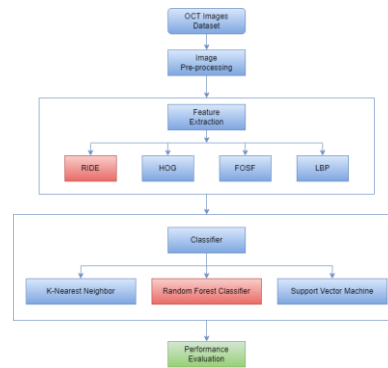 OCT Images
Dataset
Image
Pre-processing
Feature
Extraction
RIDE
HOG
FOSF
LBP
Classifier
K-Nearest Neighbor
Random Forest Classifier
Support Vector Machine
Performance
Evaluation